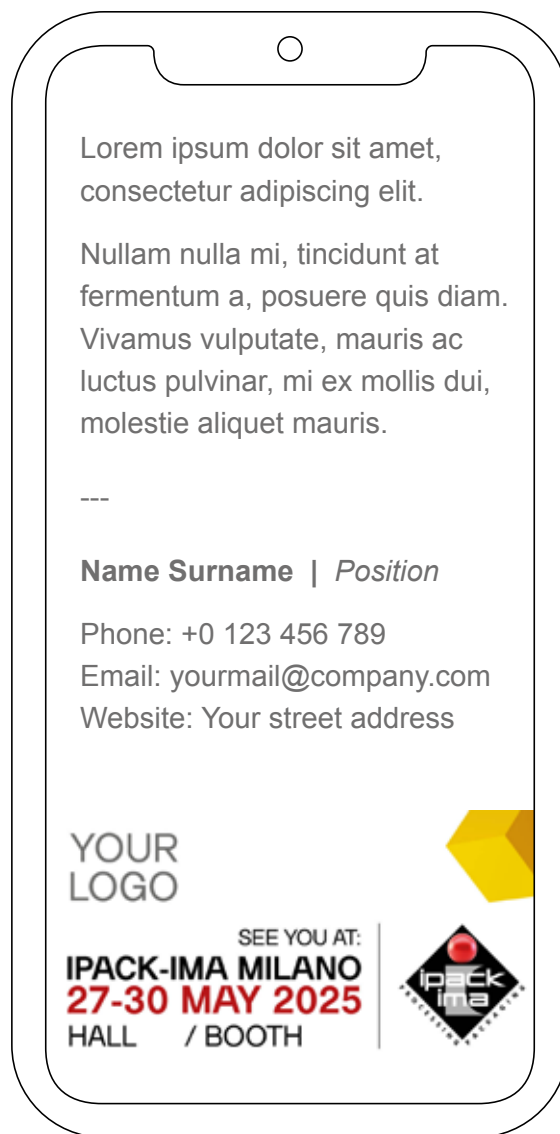 Lorem ipsum dolor sit amet,
consectetur adipiscing elit.
Nullam nulla mi, tincidunt at
fermentum a, posuere quis diam.
Vivamus vulputate, mauris ac
luctus pulvinar, mi ex mollis dui,
molestie aliquet mauris.
---
Name Surname | Position
Phone: +0 123 456 789
Email: yourmail@company.com
Website: Your street address
YOUR
LOGO
SEE YOU AT:
IPACK-IMA MILANO
27-30 MAY 2025
HALL / BOOTH
ipack
ima
PROCESSING & PACKAGING